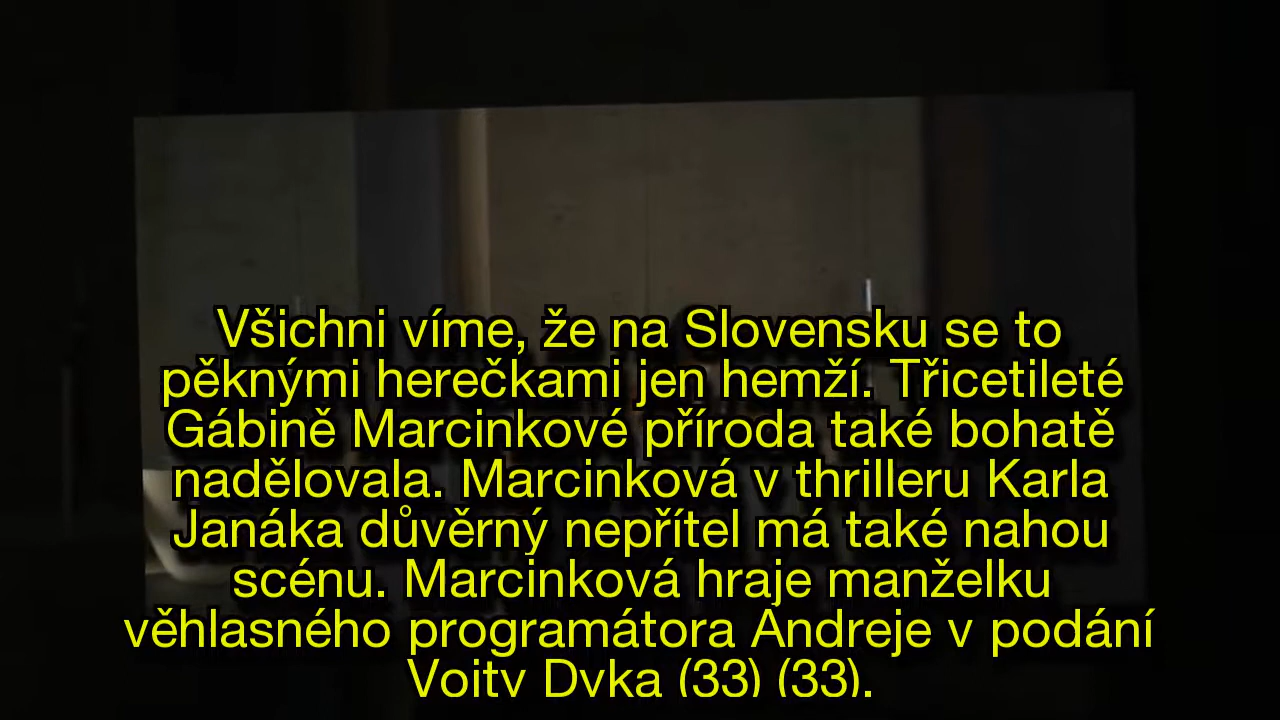 Všichni víme, že na Slovensku se to
pěknými herečkami jen hemží. Třicetileté
Gábině Marcinkové příroda také bohatě
nadělovala. Marcinková v thrilleru Karla
Janáka důvěrný nepřítel má také nahou
scénu. Marcinková hraje manželku
věhlasného programátora Andreje v podání
Vojty Dyka (33) (33).